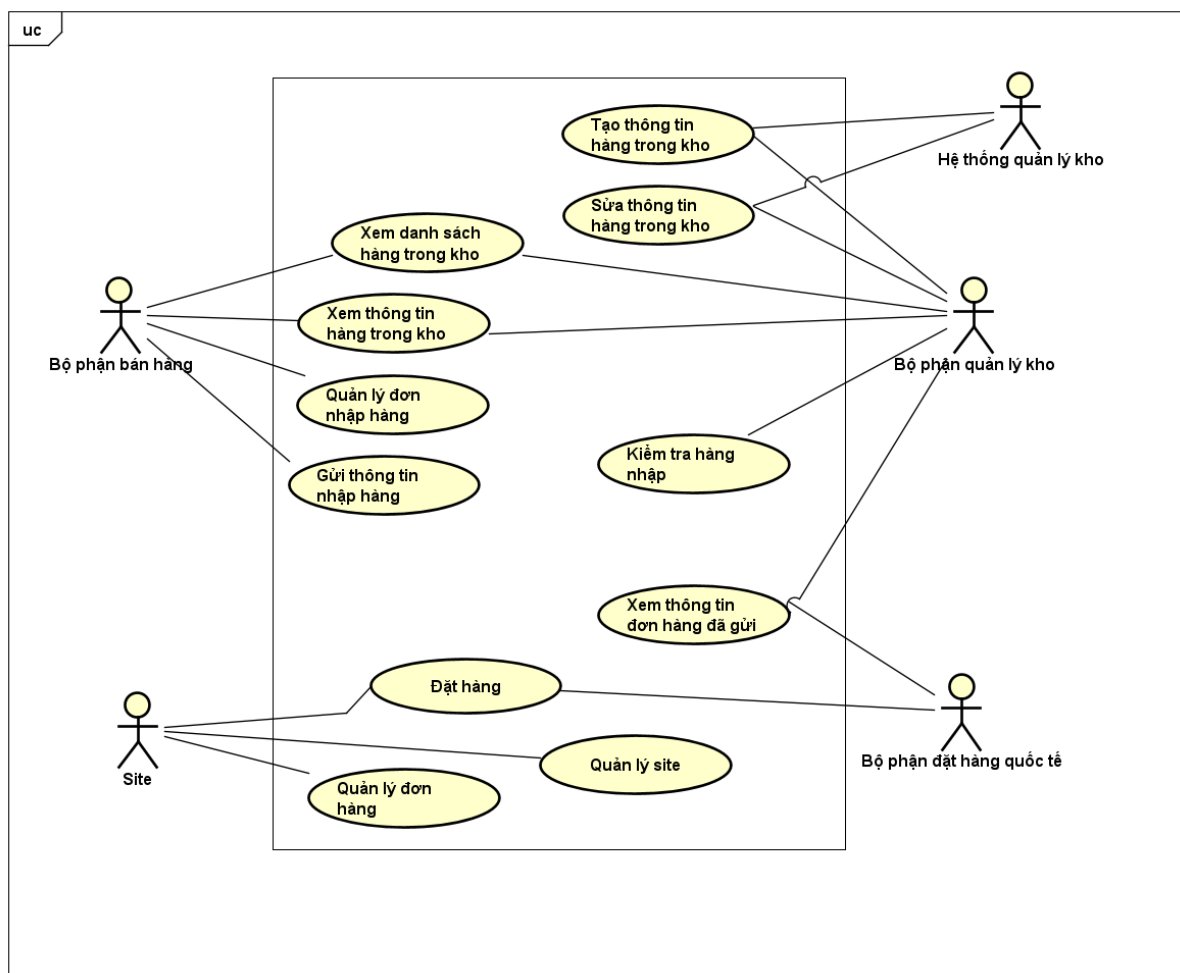 uc
Tạo thông tin
hàng trong kho
Hệ thống quản lý kho
Sửa thông tin
hàng trong kho
Xem danh sách
hàng trong kho
Xem thông tin
hàng trong kho
Bộ phận bán hàng
Bộ phận quản lý kho
Quản lý đơn
nhập hàng
Kiểm tra hàng
nhập
Gửi thông tin
nhập hàng
Xem thông tin
đơn hàng đã gửi
Đặt hàng
Bộ phận đặt hàng quốc tế
Quản lý site
Site
Quản lý đơn
hàng